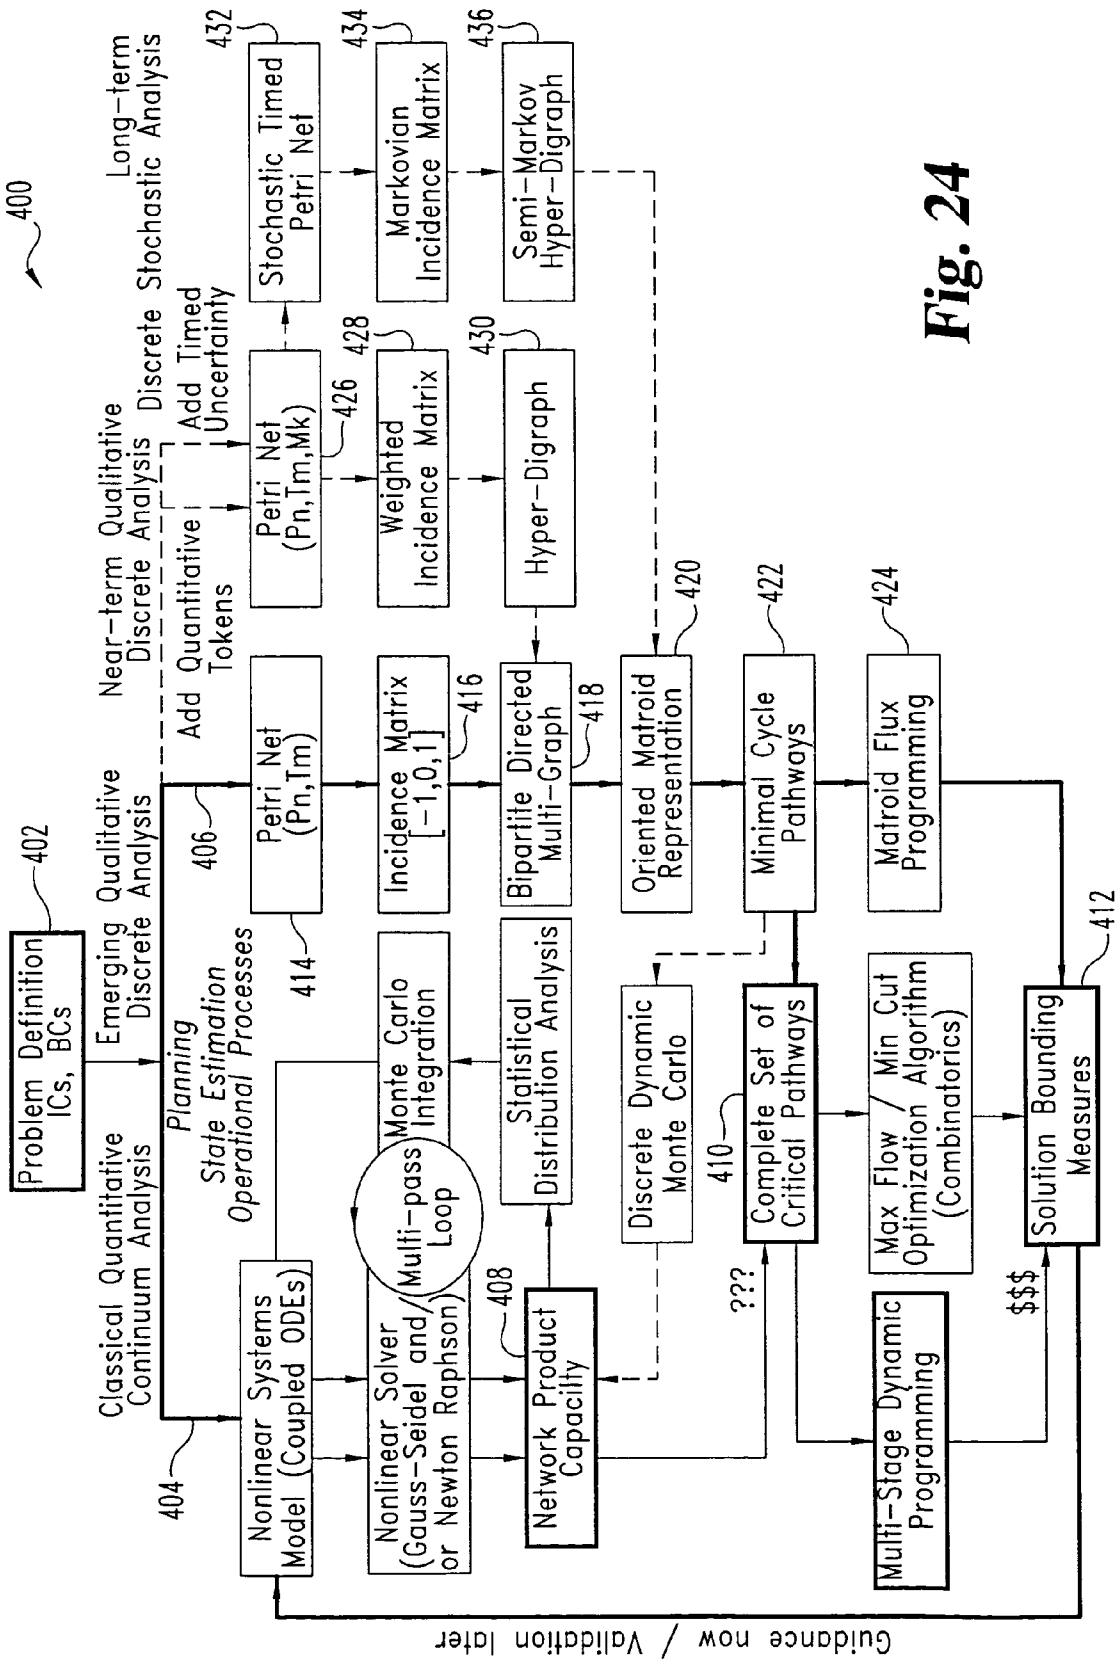 400
Problem Definition
ICs, BCs
402
Classical Quantitative
Continuum Analysis
Emerging Qualitative
Discrete Analysis
Near-term Qualitative
Discrete Analysis
Long-term
Discrete Stochastic Analysis
Planning
State Estimation
Operational Processes
404
406
Add Quantitative
Tokens
Add Timed
Uncertainty
Nonlinear Systems
Model (Coupled ODEs)
Petri Net
(Pn,Tm)
414
Petri Net
(Pn,Tm,Mk)
426
Stochastic Timed
Petri Net
432
Nonlinear Solver
(Gauss-Seidel and/
or Newton Raphson)
Multi-pass
Loop
Monte Carlo
Integration
Incidence Matrix
[-1,0,1]
416
Weighted
Incidence Matrix
428
Markovian
Incidence Matrix
434
Network Product
Capacilty
408
Statistical
Distribution Analysis
Bipartite Directed
Multi-Graph
418
Hyper-Digraph
430
Semi-Markov
Hyper-Digraph
436
Discrete Dynamic
Monte Carlo
Oriented Matroid
Representation
420
???
410
Complete Set of
Critical Pathways
Minimal Cycle
Pathways
422
Multi-Stage Dynamic
Programming
Max Flow / Min Cut
Optimization Algorithm
(Combinatorics)
Matroid Flux
Programming
424
$$$
Solution Bounding
Measures
412
Guidance now / Validation later
Fig. 24